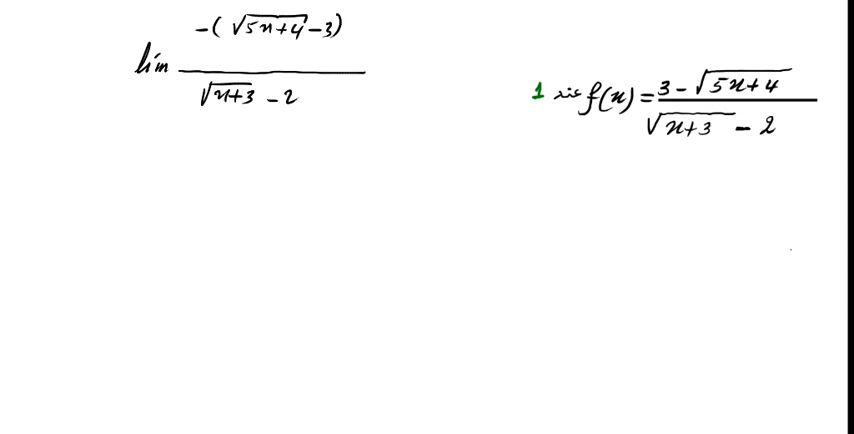 lim -(√5x+4 -3) / √x+3 - 2
f(x) = 3 - √5x+4 / √x+3 - 2 عند 1